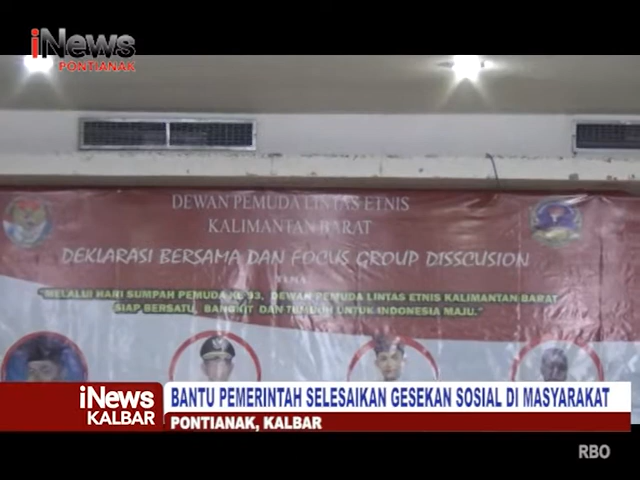 iNews
PONTIANAK
DEWAN PEMUDA LINTAS ETNIS
KALIMANTAN BARAT
DEKLARASI BERSAMA DAN FOCUS GROUP DISSCUSION
TEMA
"MELALUI HARI SUMPAH PEMUDA KE 93, DEWAN PEMUDA LINTAS ETNIS KALIMANTAN BARAT
SIAP BERSATU, BANGKIT DAN TUMBUH UNTUK INDONESIA MAJU."
iNews
KALBAR
BANTU PEMERINTAH SELESAIKAN GESEKAN SOSIAL DI MASYARAKAT
PONTIANAK, KALBAR
RBO